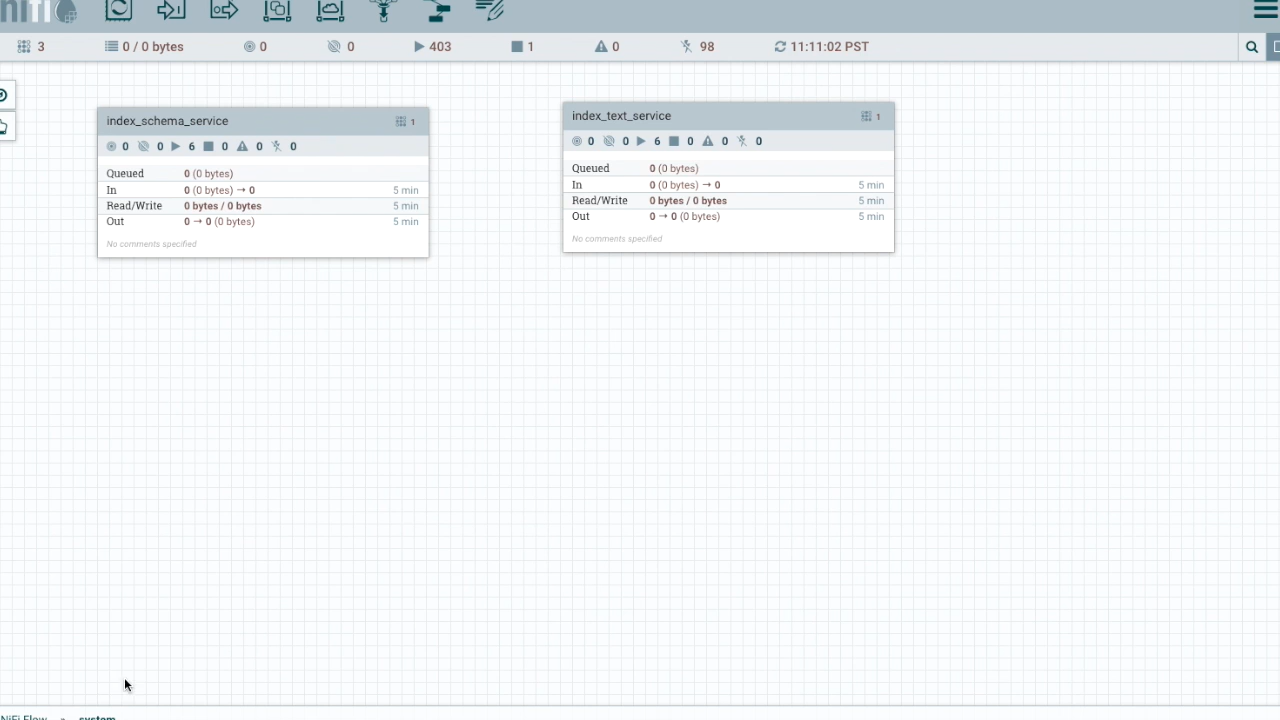 nifi
3 0 / 0 bytes 0 0 403 1 0 98 11:11:02 PST
index_schema_service 1
0 0 6 0 0 0
Queued 0 (0 bytes)
In 0 (0 bytes) → 0 5 min
Read/Write 0 bytes / 0 bytes 5 min
Out 0 → 0 (0 bytes) 5 min
No comments specified
index_text_service 1
0 0 6 0 0 0
Queued 0 (0 bytes)
In 0 (0 bytes) → 0 5 min
Read/Write 0 bytes / 0 bytes 5 min
Out 0 → 0 (0 bytes) 5 min
No comments specified
NiFi Flow » system